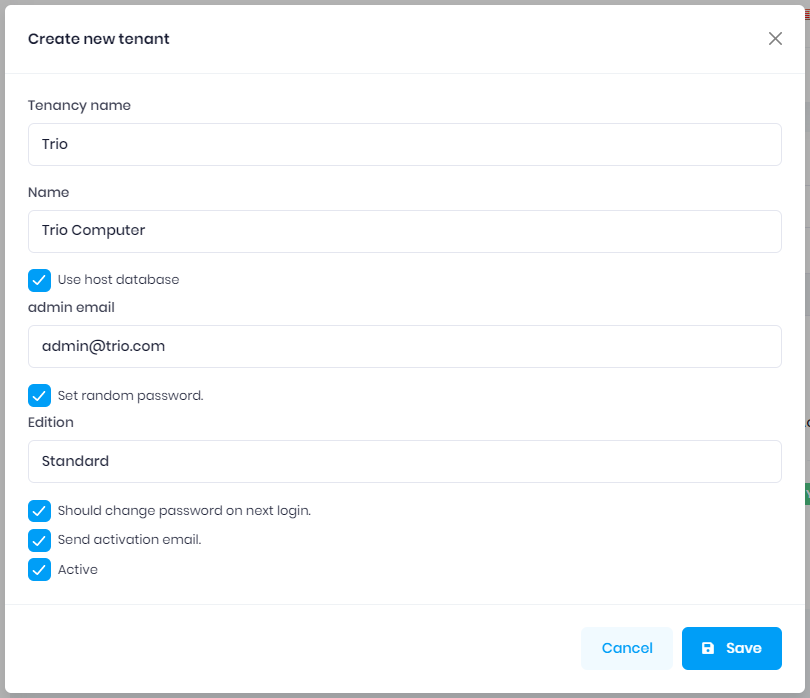 Create new tenant
Tenancy name
Trio
Name
Trio Computer
Use host database
admin email
admin@trio.com
Set random password.
Edition
Standard
Should change password on next login.
Send activation email.
Active
Cancel
Save